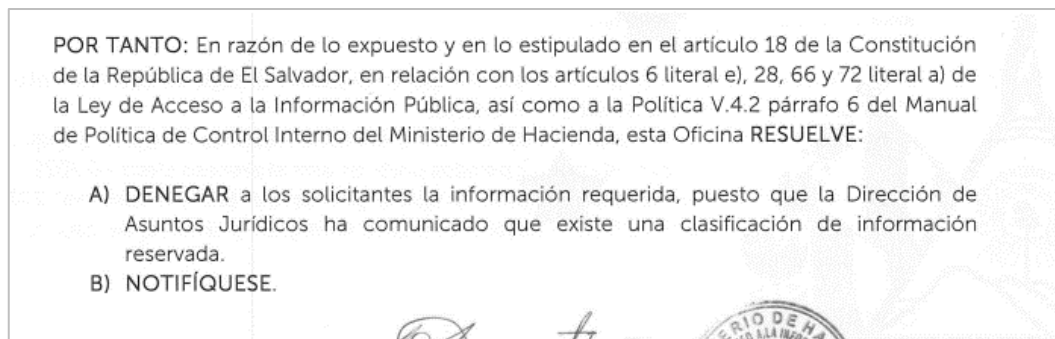 POR TANTO: En razón de lo expuesto y en lo estipulado en el artículo 18 de la Constitución
de la República de El Salvador, en relación con los artículos 6 literal e), 28, 66 y 72 literal a) de
la Ley de Acceso a la Información Pública, así como a la Política V.4.2 párrafo 6 del Manual
de Política de Control Interno del Ministerio de Hacienda, esta Oficina RESUELVE:
A) DENEGAR a los solicitantes la información requerida, puesto que la Dirección de
Asuntos Jurídicos ha comunicado que existe una clasificación de información
reservada.
B) NOTIFÍQUESE.
ERIO DE HA